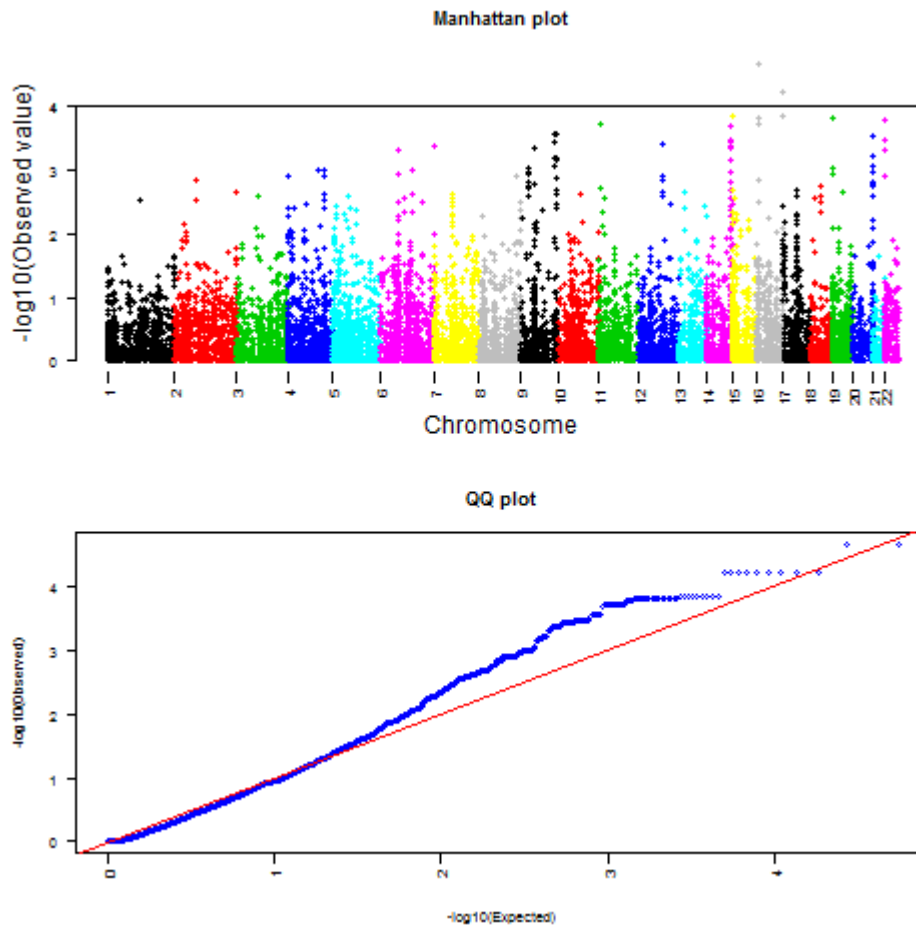 Manhattan plot
-log10(Observed value)
4
3
2
1
0
1 2 3 4 5 6 7 8 9 10 11 12 13 14 15 16 17 18 19 20 21 22
Chromosome
QQ plot
-log10(Observed)
4
3
2
1
0
0 1 2 3 4
-log10(Expected)